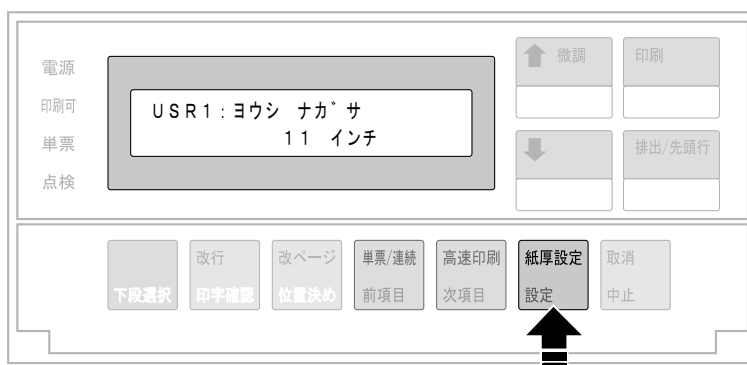 電源
印刷可
単票
点検
USR1:ヨウシ ナガサ
11 インチ
微調
印刷
排出/先頭行
下段選択
改行
印字確認
改ページ
位置決め
単票/連続
前項目
高速印刷
次項目
紙厚設定
設定
取消
中止